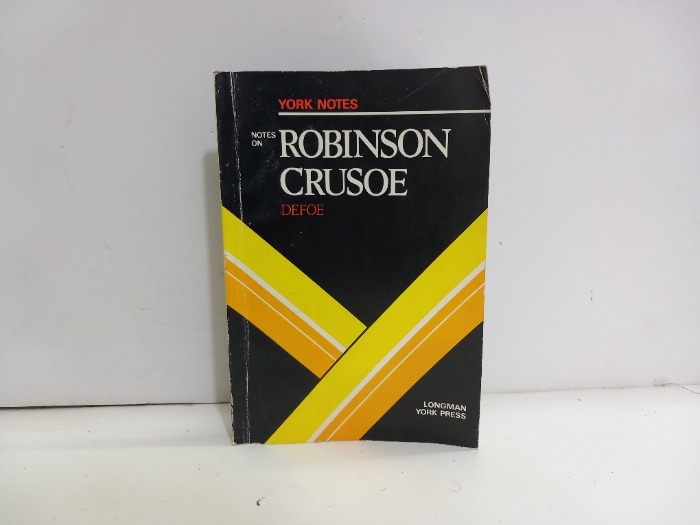 YORK NOTES
NOTES
ON
ROBINSON
CRUSOE
DEFOE
LONGMAN
YORK PRESS